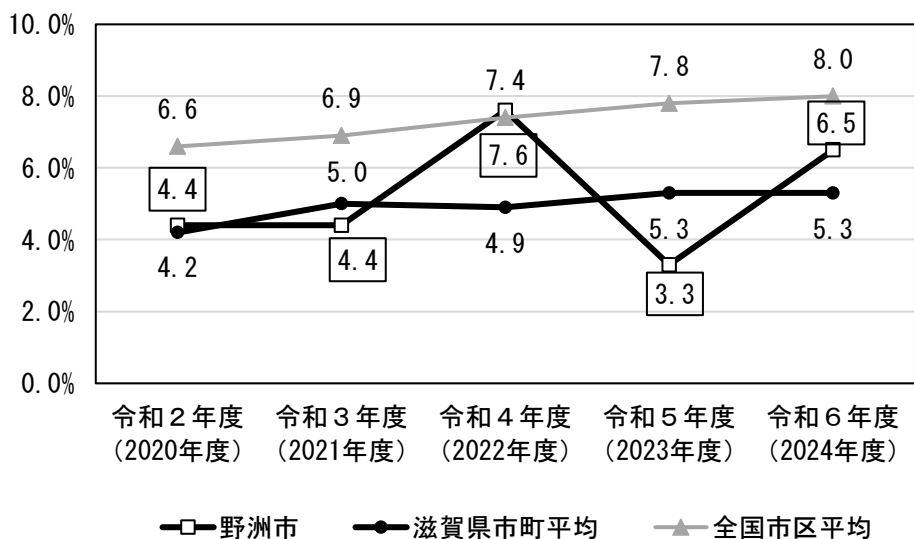 10.0%
8.0%
6.0%
4.0%
2.0%
0.0%
6.6
6.9
7.4
7.8
8.0
4.4
4.4
7.6
3.3
6.5
4.2
5.0
4.9
5.3
5.3
令和２年度
(2020年度)
令和３年度
(2021年度)
令和４年度
(2022年度)
令和５年度
(2023年度)
令和６年度
(2024年度)
野洲市
滋賀県市町平均
全国市区平均